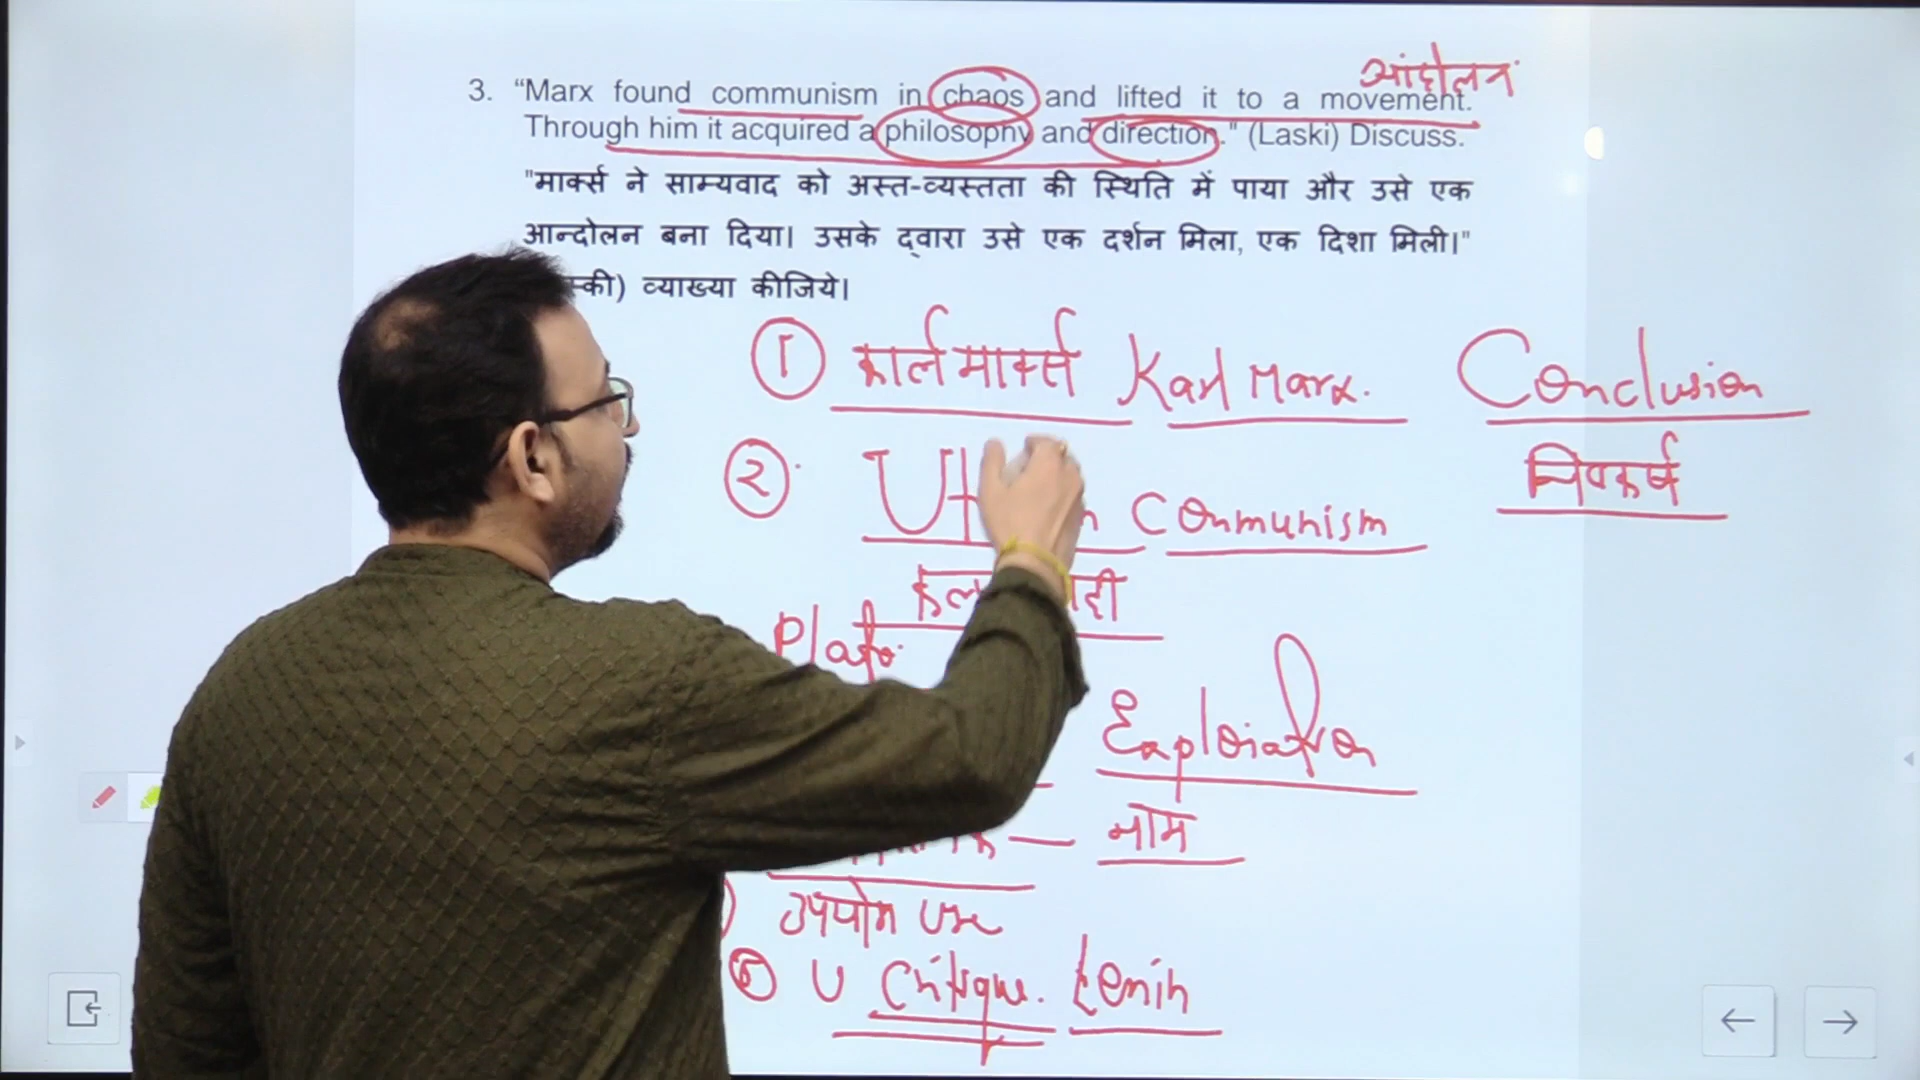 आंदोलन
3. “Marx found communism in chaos and lifted it to a movement.
Through him it acquired a philosophy and direction." (Laski) Discuss.
"मार्क्स ने साम्यवाद को अस्त-व्यस्तता की स्थिति में पाया और उसे एक
आन्दोलन बना दिया। उसके द्वारा उसे एक दर्शन मिला, एक दिशा मिली।"
स्की) व्याख्या कीजिये।
① कार्ल मार्क्स Karl Marx. Conclusion
② Communism निष्कर्ष
Plato
Exploiation
नाम
उपयोग Use
U Critique. Lenin